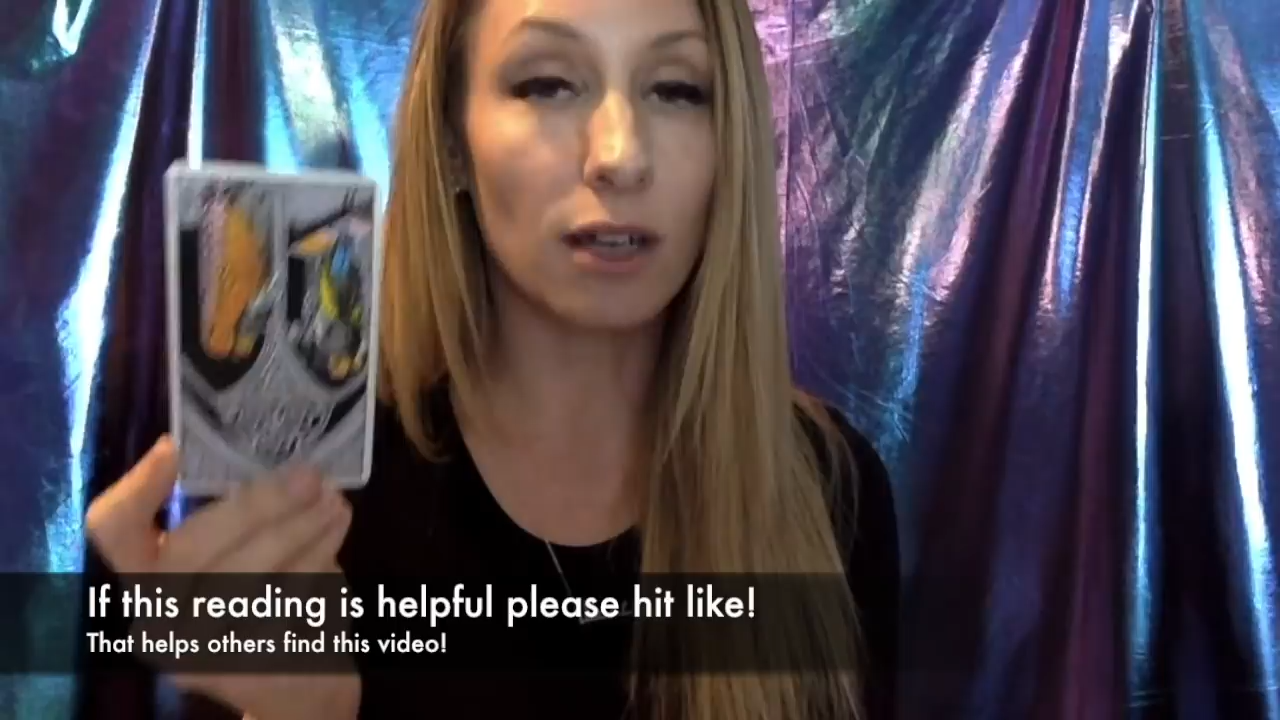 If this reading is helpful please hit like!
That helps others find this video!